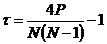 τ = 4P / N(N−1) − 1